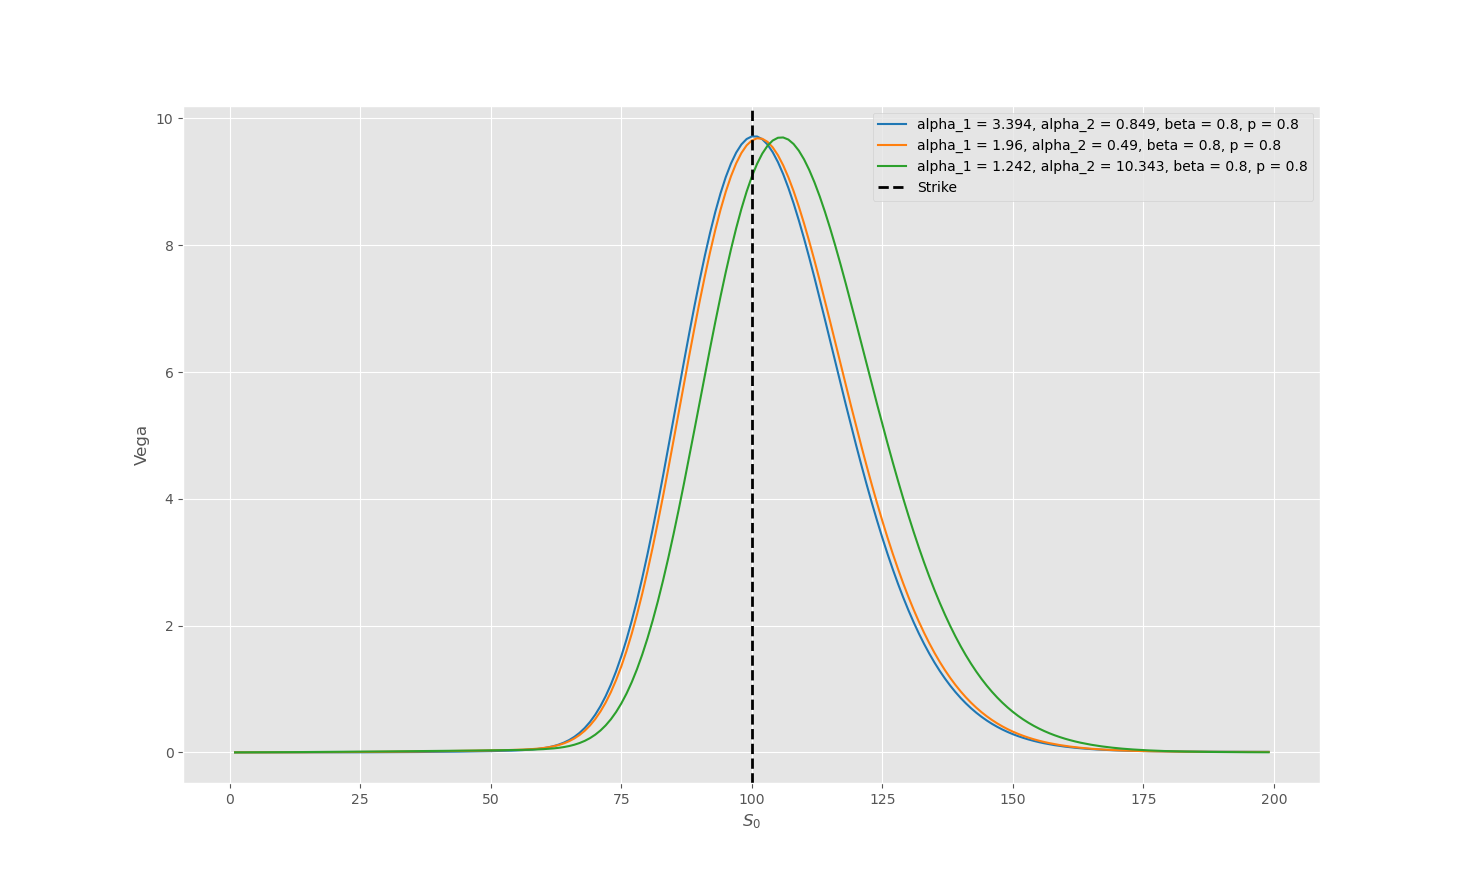 alpha_1 = 3.394, alpha_2 = 0.849, beta = 0.8, p = 0.8
alpha_1 = 1.96, alpha_2 = 0.49, beta = 0.8, p = 0.8
alpha_1 = 1.242, alpha_2 = 10.343, beta = 0.8, p = 0.8
Strike
10
8
6
4
2
0
Vega
0 25 50 75 100 125 150 175 200
S_0